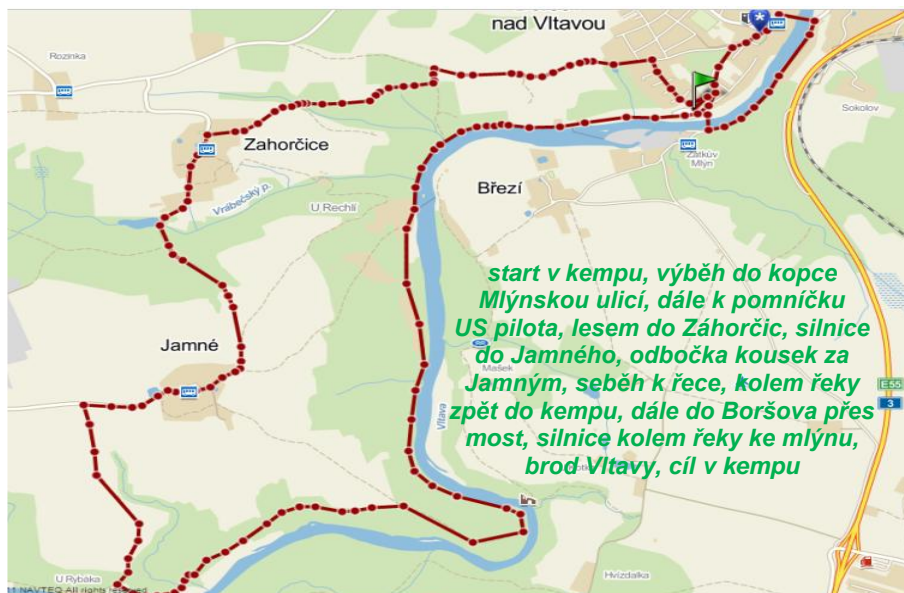 nad Vltavou
Rozinka
Sokolov
Zahorčice
Zátkův
Mlýn
Březí
Vrábečský p.
U Rechlí
start v kempu, výběh do kopce
Mlýnskou ulicí, dále k pomníčku
US pilota, lesem do Záhorčic, silnice
do Jamného, odbočka kousek za
Jamným, seběh k řece, kolem řeky
zpět do kempu, dále do Boršova přes
most, silnice kolem řeky ke mlýnu,
brod Vltavy, cíl v kempu
Jamné
Mašek
Vltava
E55
3
U Rybáka
Hvízdalka
NAVTEQ All rights reserved